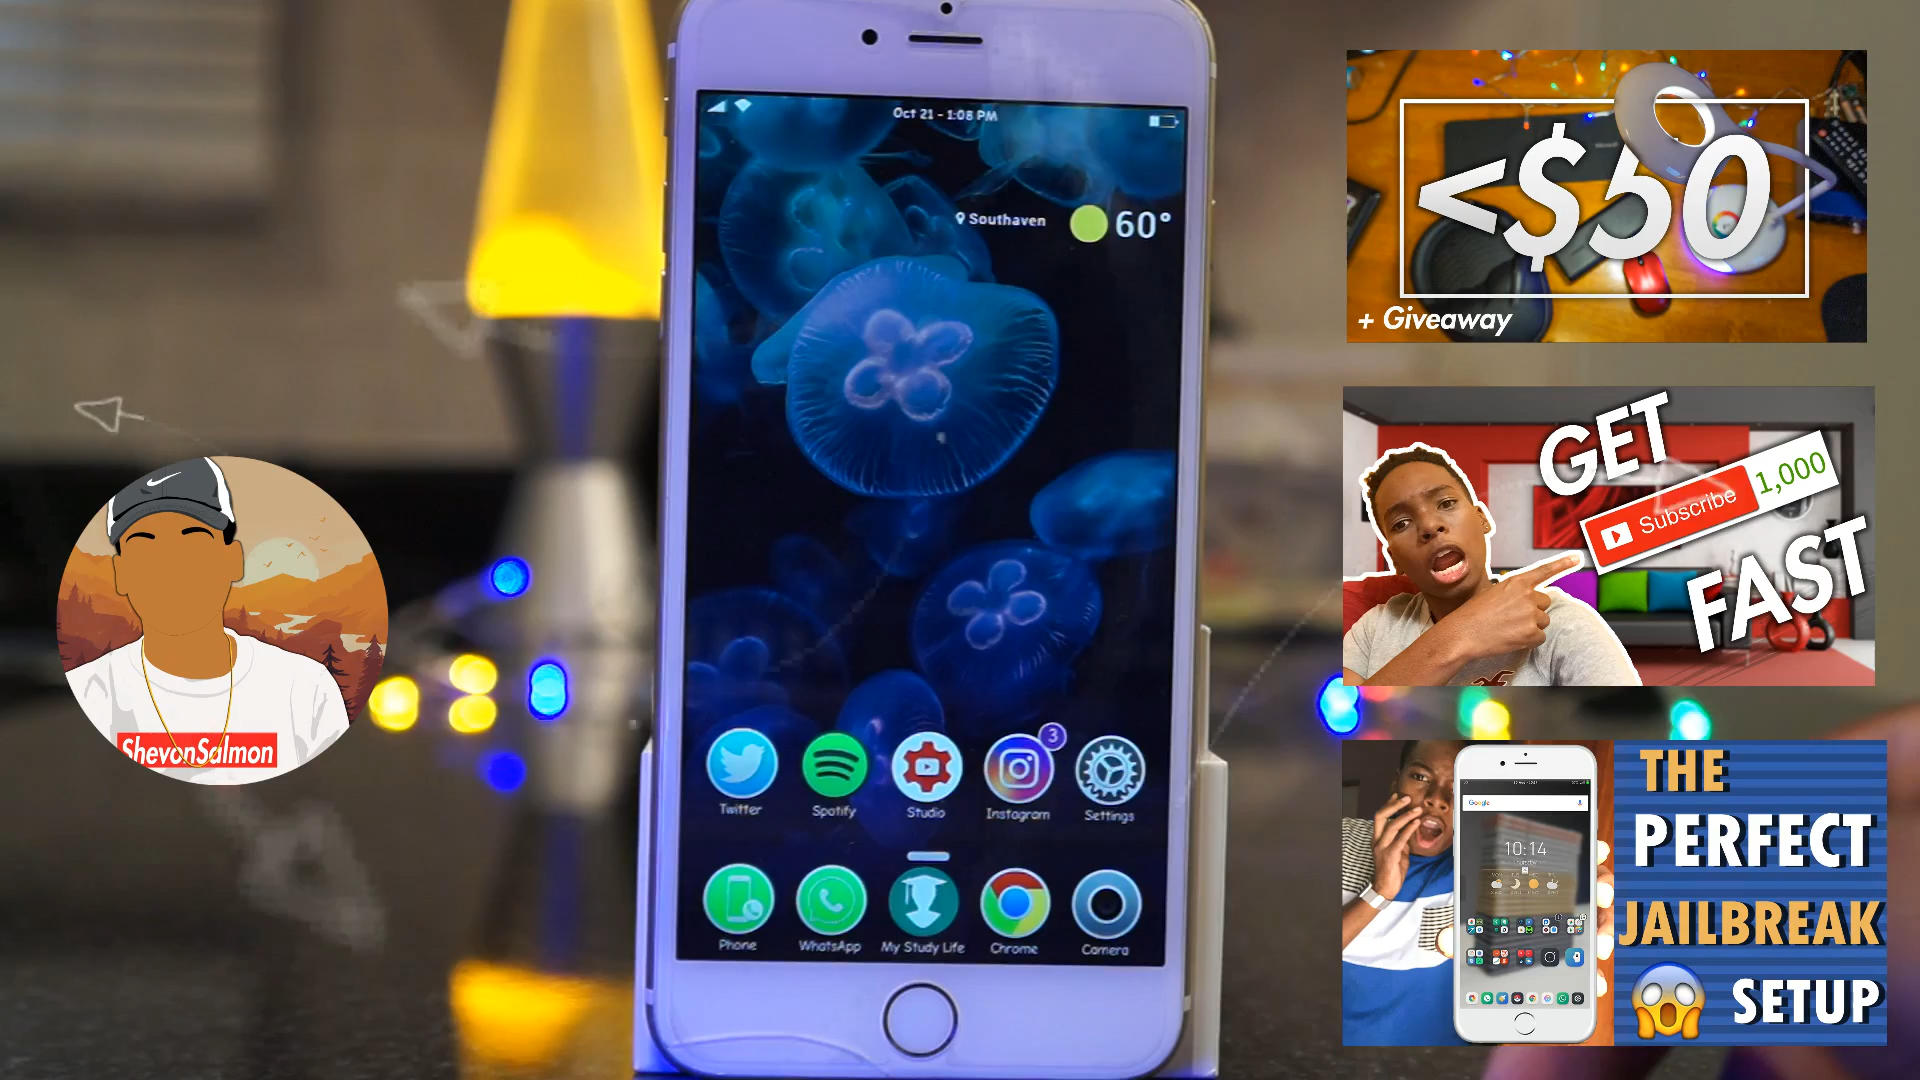 Oct 21 - 1:08 PM
Southaven
60°
3
Twitter
Spotify
Studio
Instagram
Settings
Phone
WhatsApp
My Study Life
Chrome
Camera
ShevonSalmon
<$50
+ Giveaway
GET
Subscribe 1,000
FAST
Google
10:14
THE
PERFECT
JAILBREAK
SETUP